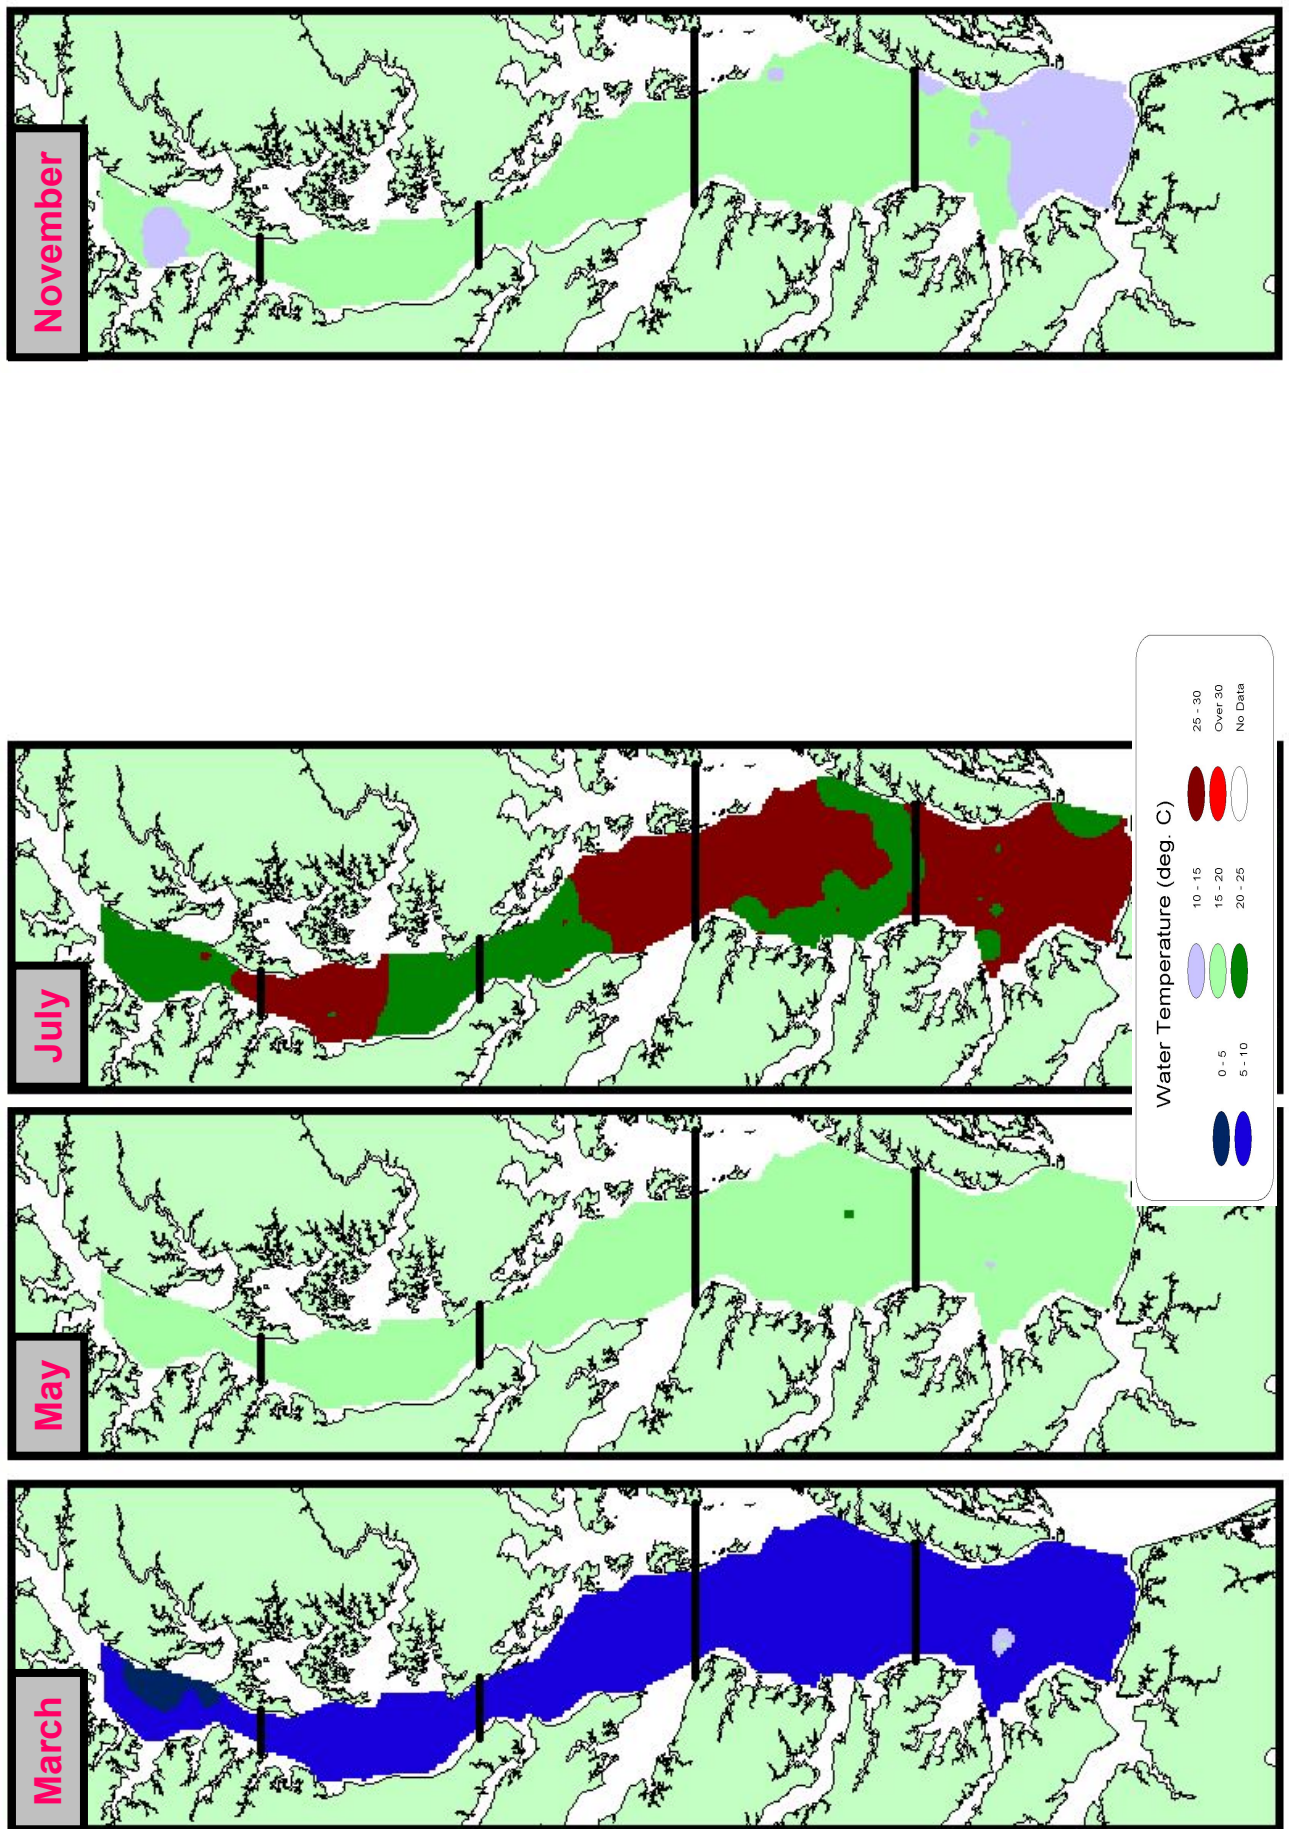 March
May
July
November
Water Temperature (deg. C)
0 - 5
5 - 10
10 - 15
15 - 20
20 - 25
25 - 30
Over 30
No Data